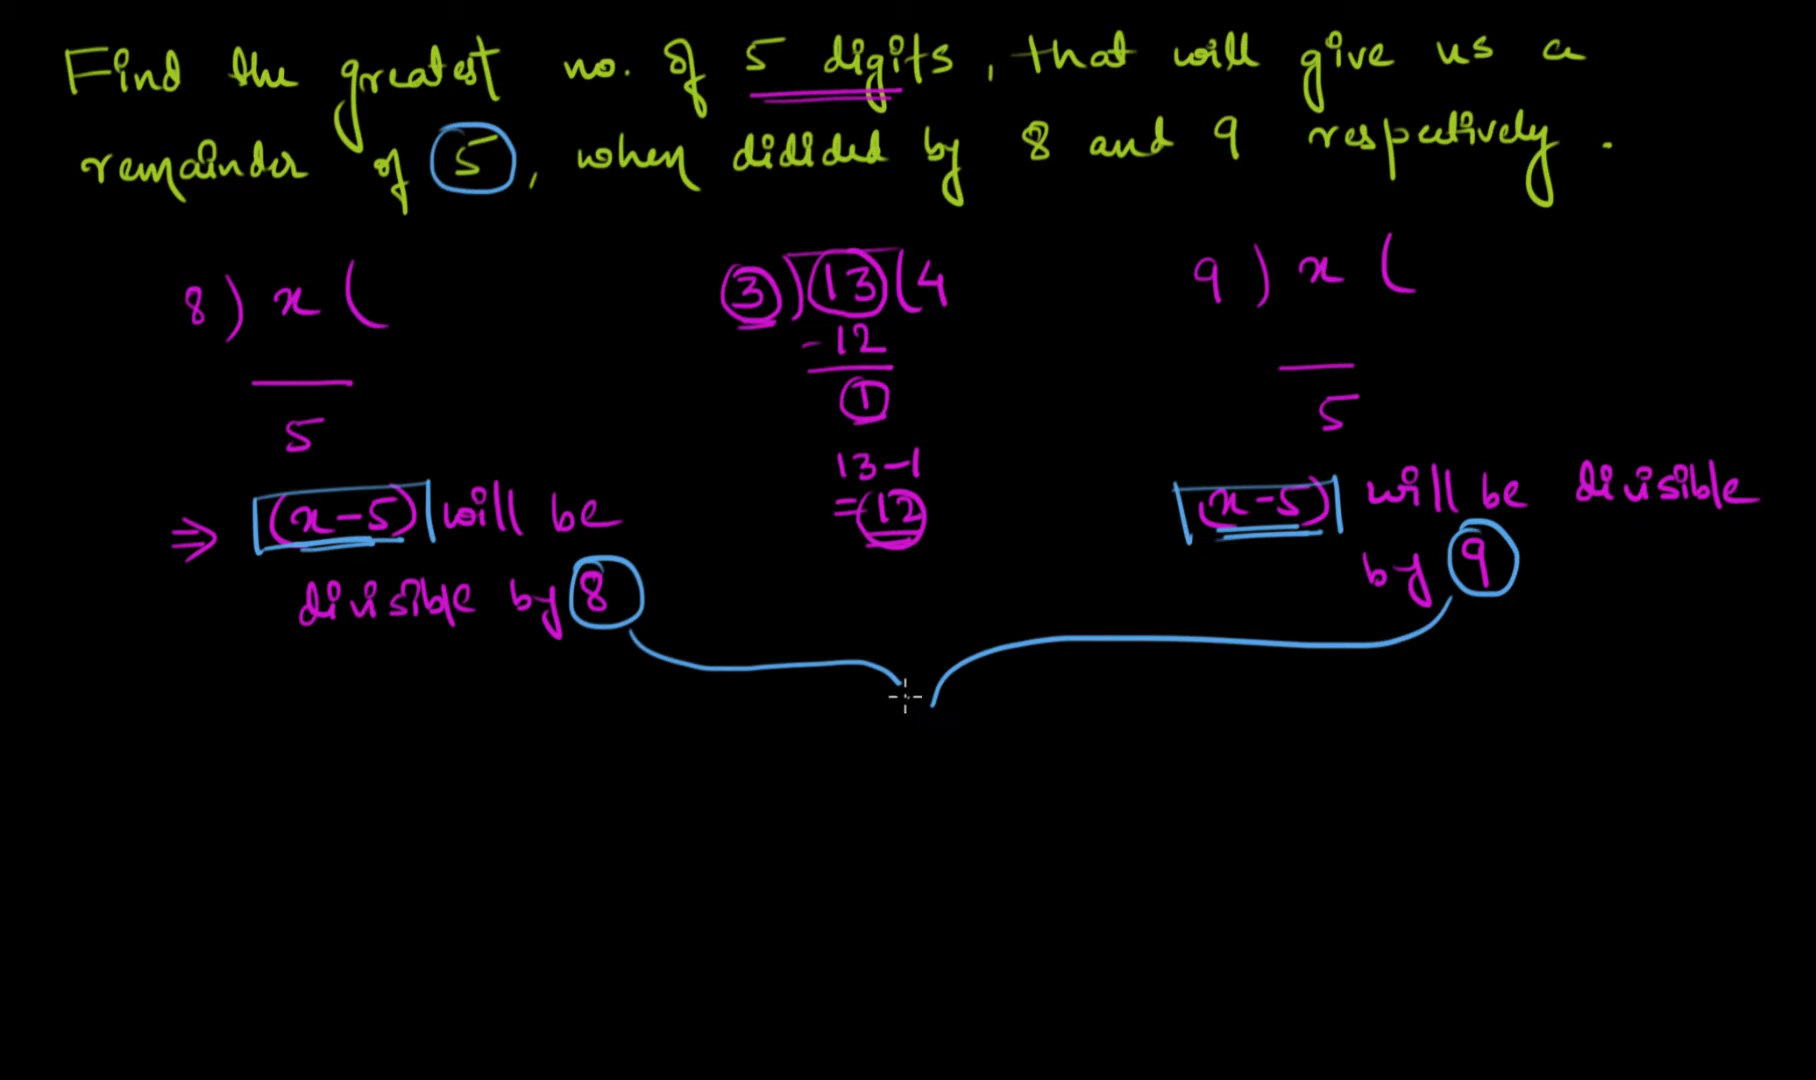 Find the greatest no. of 5 digits, that will give us a
remainder of 5, when didided by 8 and 9 respectively.
8 ) x (
5
⇒ (x-5) will be
divisible by 8
3 ) 13 ( 4
- 12
1
13-1
= 12
9 ) x (
5
(x-5) will be divisible
by 9